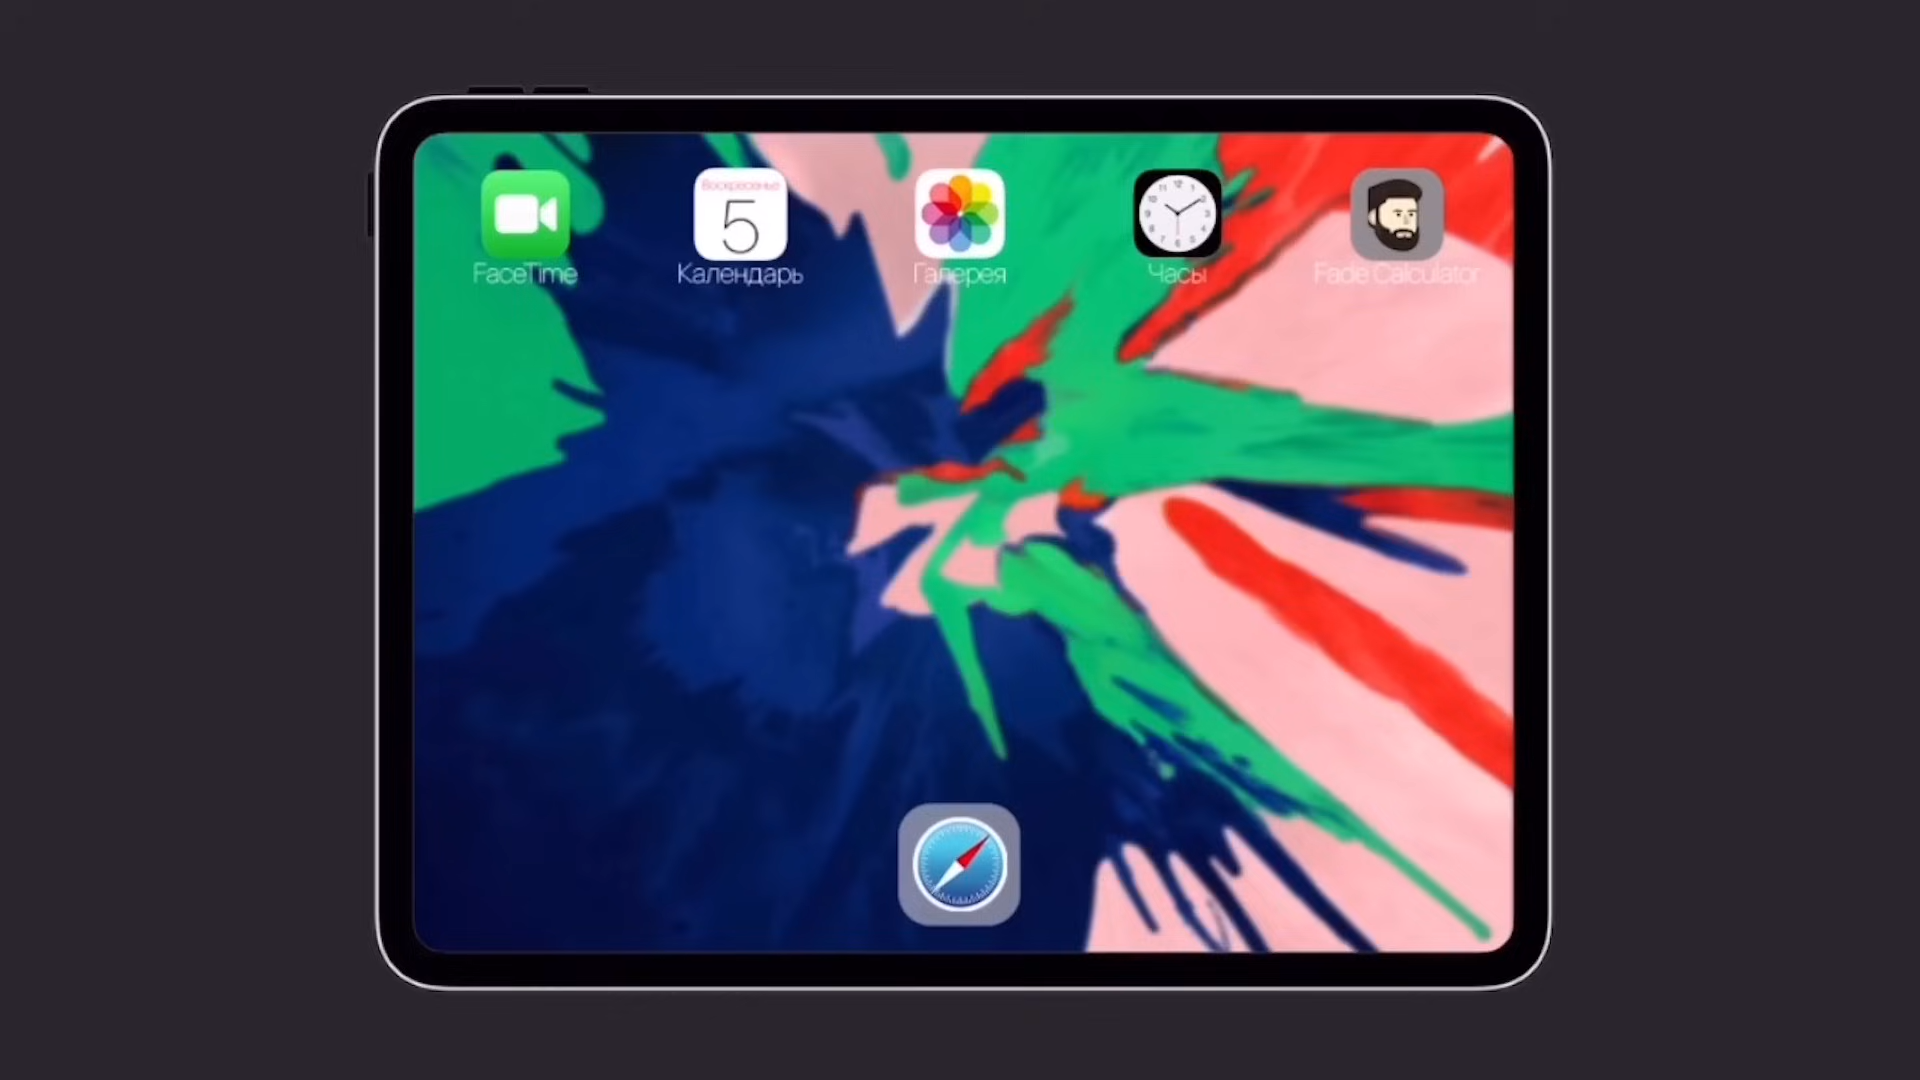 Воскресенье
5
FaceTime
Календарь
Галерея
Часы
Fade Calculator